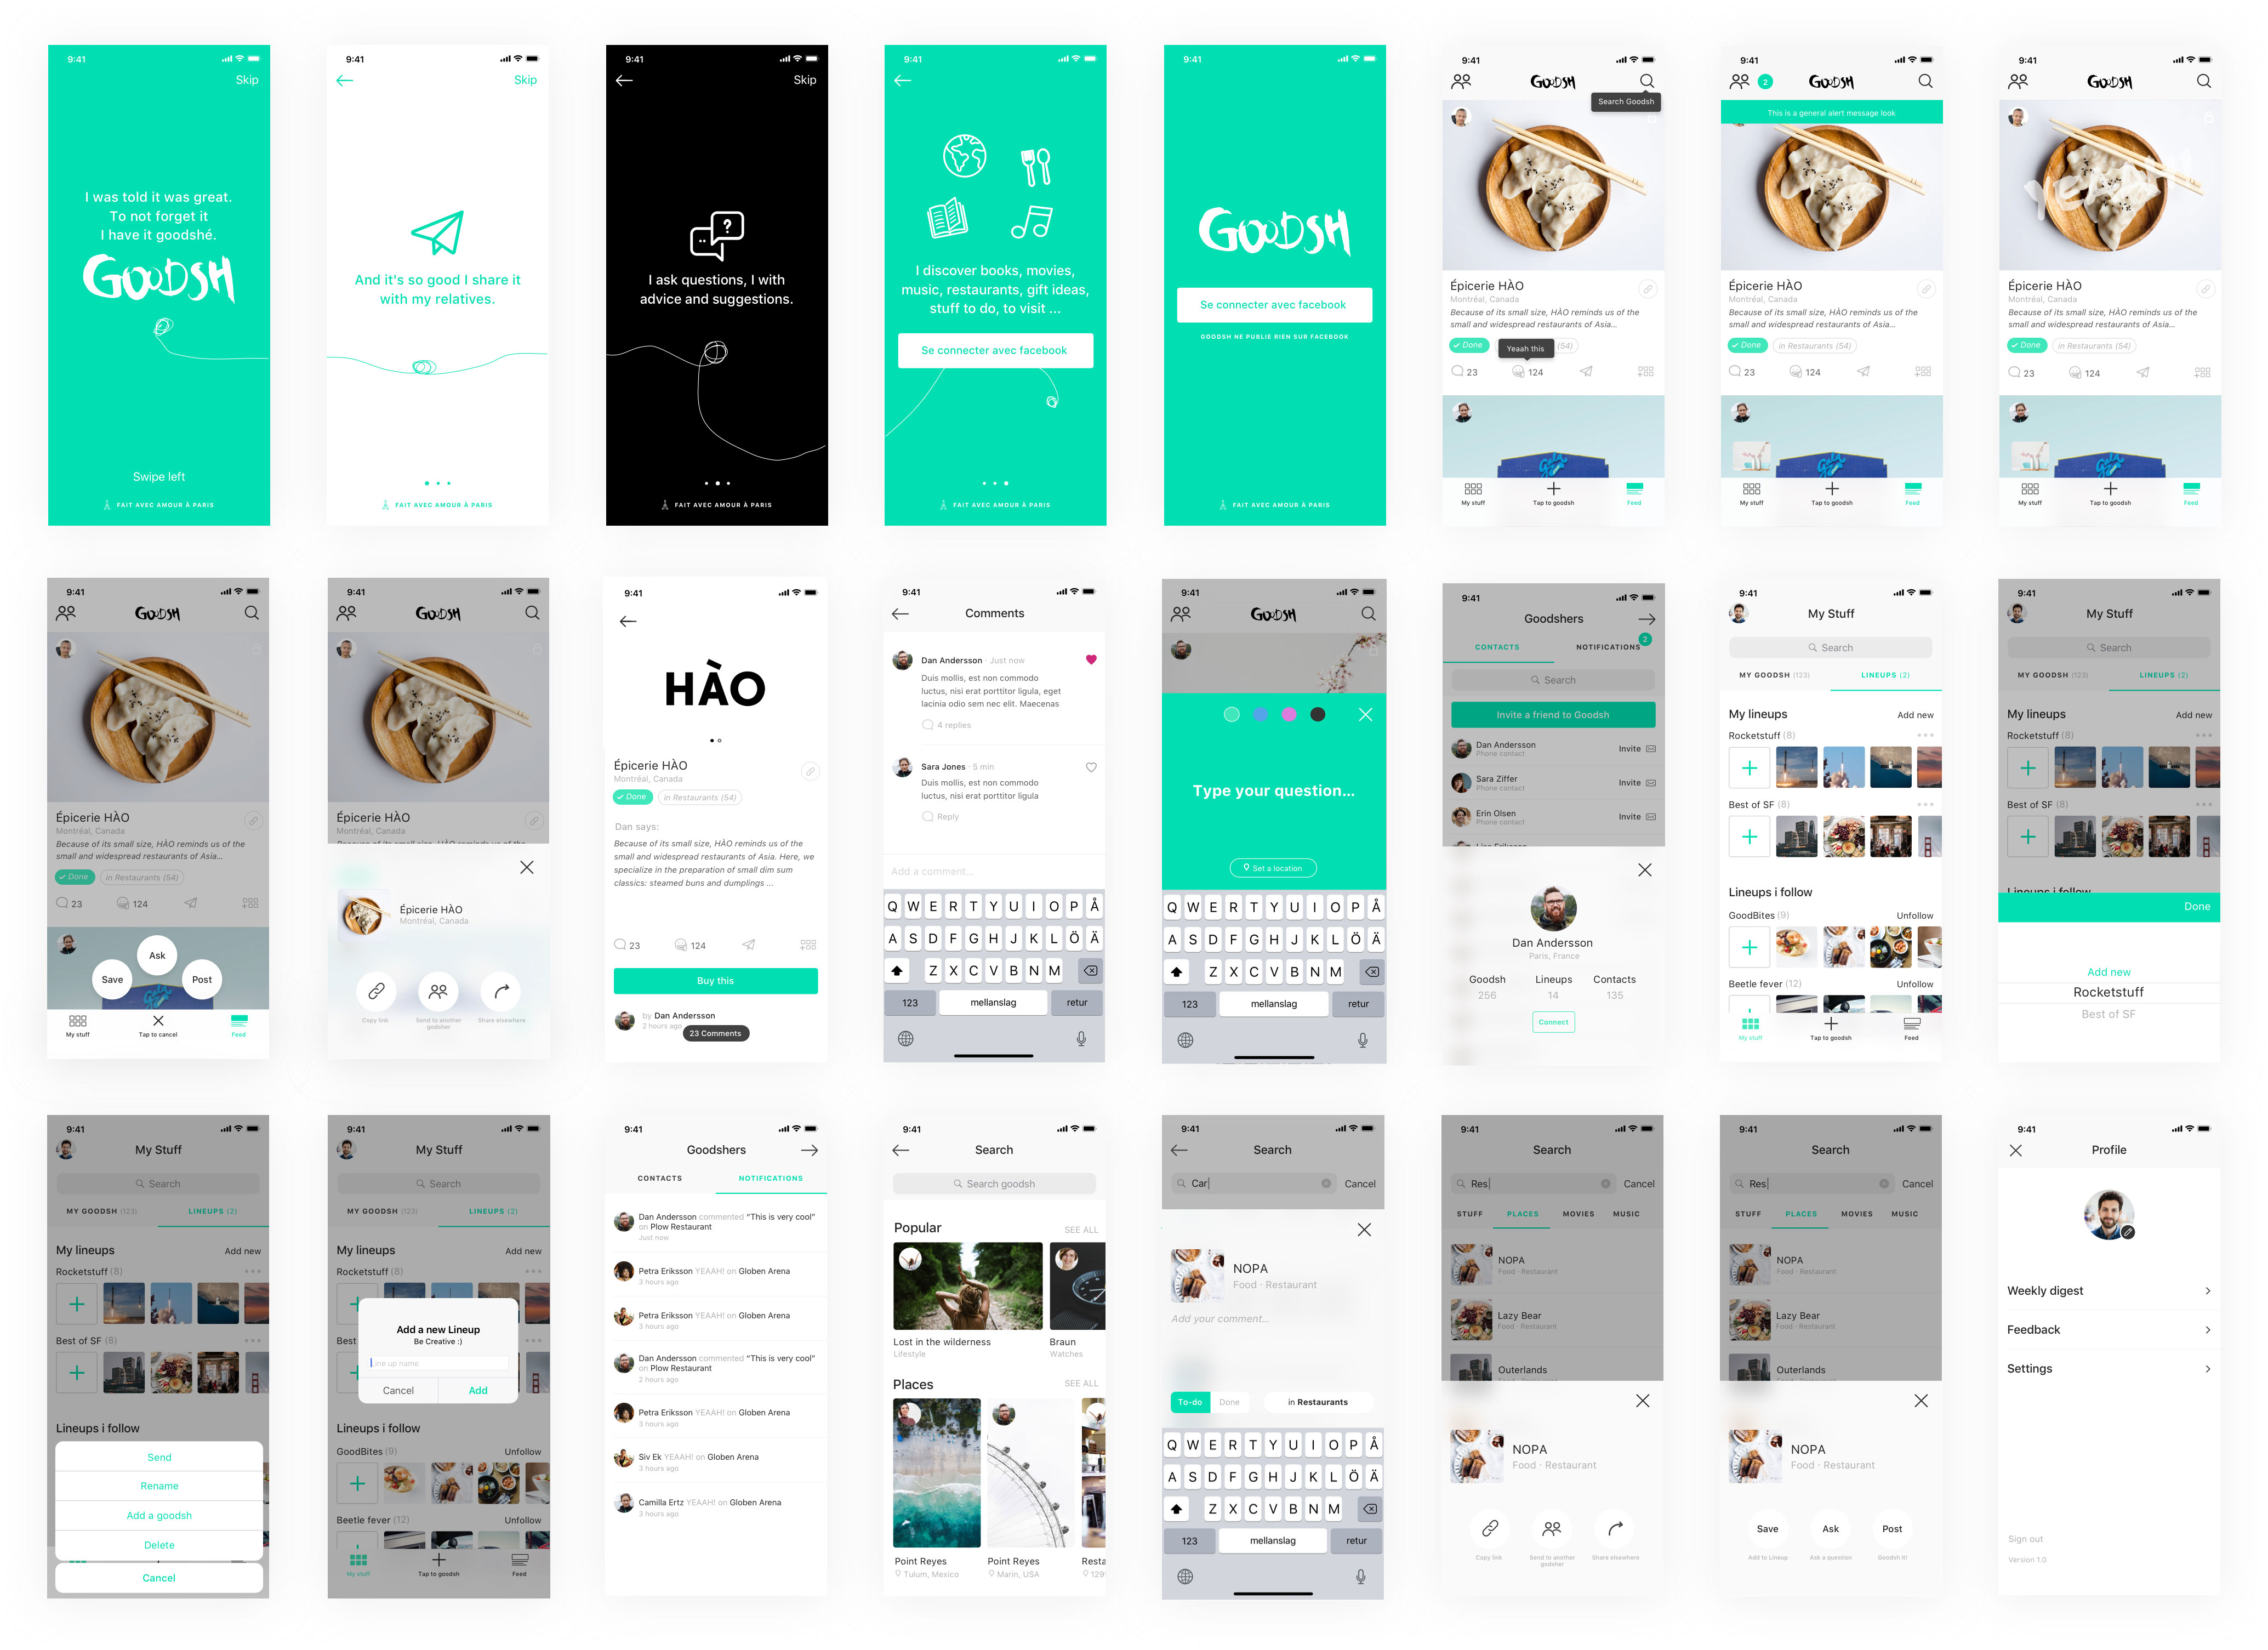 9:41
Skip
I was told it was great.
To not forget it
I have it goodshé.
GOODSH
Swipe left
FAIT AVEC AMOUR À PARIS
9:41
Skip
And it's so good I share it
with my relatives.
FAIT AVEC AMOUR À PARIS
9:41
Skip
?
I ask questions, I with
advice and suggestions.
FAIT AVEC AMOUR À PARIS
9:41
I discover books, movies,
music, restaurants, gift ideas,
stuff to do, to visit ...
Se connecter avec facebook
FAIT AVEC AMOUR À PARIS
9:41
GOODSH
Se connecter avec facebook
GOODSH NE PUBLIE RIEN SUR FACEBOOK
FAIT AVEC AMOUR À PARIS
9:41
GOODSH
Search Goodsh
Épicerie HÀO
Montréal, Canada
Because of its small size, HÀO reminds us of the
small and widespread restaurants of Asia...
Done
(54)
Yeaah this
23
124
My stuff
Tap to goodsh
Feed
9:41
2
GOODSH
This is a general alert message look
Épicerie HÀO
Montréal, Canada
Because of its small size, HÀO reminds us of the
small and widespread restaurants of Asia...
Done
in Restaurants (54)
23
124
My stuff
Tap to goodsh
Feed
9:41
GOODSH
Épicerie HÀO
Montréal, Canada
Because of its small size, HÀO reminds us of the
small and widespread restaurants of Asia...
Done
in Restaurants (54)
23
124
My stuff
Tap to goodsh
Feed
9:41
GOODSH
Épicerie HÀO
Montréal, Canada
Because of its small size, HÀO reminds us of the
small and widespread restaurants of Asia...
Done
in Restaurants (54)
23
124
Ask
Save
Post
My stuff
Tap to cancel
Feed
9:41
GOODSH
Épicerie HÀO
Montréal, Canada
Because of its small size, HÀO reminds us of the
Épicerie HÀO
Montréal, Canada
Copy link
Send to another
godsher
Share elsewhere
9:41
HÀO
Épicerie HÀO
Montréal, Canada
Done
in Restaurants (54)
Dan says:
Because of its small size, HÀO reminds us of the
small and widespread restaurants of Asia. Here, we
specialize in the preparation of small dim sum
classics: steamed buns and dumplings ...
23
124
Buy this
by Dan Andersson
2 hours ago
23 Comments
9:41
Comments
Dan Andersson · Just now
Duis mollis, est non commodo
luctus, nisi erat porttitor ligula, eget
lacinia odio sem nec elit. Maecenas
4 replies
Sara Jones · 5 min
Duis mollis, est non commodo
luctus, nisi erat porttitor ligula
Reply
Add a comment...
Q W E R T Y U I O P Å
A S D F G H J K L Ö Ä
Z X C V B N M
123
mellanslag
retur
9:41
GOODSH
Type your question...
Set a location
Q W E R T Y U I O P Å
A S D F G H J K L Ö Ä
Z X C V B N M
123
mellanslag
retur
9:41
Goodshers
2
CONTACTS
NOTIFICATIONS
Search
Invite a friend to Goodsh
Dan Andersson
Phone contact
Invite
Sara Ziffer
Phone contact
Invite
Erin Olsen
Phone contact
Invite
Dan Andersson
Paris, France
Goodsh
Lineups
Contacts
256
14
135
Connect
9:41
My Stuff
Search
MY GOODSH (123)
LINEUPS (2)
My lineups
Add new
Rocketstuff (8)
Best of SF (8)
Lineups i follow
GoodBites (9)
Unfollow
Beetle fever (12)
Unfollow
My stuff
Tap to goodsh
Feed
9:41
My Stuff
Search
MY GOODSH (123)
LINEUPS (2)
My lineups
Add new
Rocketstuff (8)
Best of SF (8)
Lineups i follow
Done
Add new
Rocketstuff
Best of SF
9:41
My Stuff
Search
MY GOODSH (123)
LINEUPS (2)
My lineups
Add new
Rocketstuff (8)
Best of SF (8)
Lineups i follow
Send
Rename
Add a goodsh
Delete
Cancel
9:41
My Stuff
Search
MY GOODSH (123)
LINEUPS (2)
My lineups
Add new
Rocketstuff (8)
Best
Add a new Lineup
Be Creative :)
Line up name
Cancel
Add
Lineups i follow
GoodBites (9)
Unfollow
Beetle fever (12)
Unfollow
My stuff
Tap to goodsh
Feed
9:41
Goodshers
CONTACTS
NOTIFICATIONS
Dan Andersson commented “This is very cool”
on Plow Restaurant
Just now
Petra Eriksson YEAAH! on Globen Arena
3 hours ago
Petra Eriksson YEAAH! on Globen Arena
3 hours ago
Dan Andersson commented “This is very cool”
on Plow Restaurant
2 hours ago
Petra Eriksson YEAAH! on Globen Arena
3 hours ago
Siv Ek YEAAH! on Globen Arena
3 hours ago
Camilla Ertz YEAAH! on Globen Arena
3 hours ago
9:41
Search
Search goodsh
Popular
SEE ALL
Lost in the wilderness
Lifestyle
Braun
Watches
Places
SEE ALL
Point Reyes
Tulum, Mexico
Point Reyes
Marin, USA
Resta
129
9:41
Search
Car
Cancel
NOPA
Food · Restaurant
Add your comment...
To-do
Done
in Restaurants
Q W E R T Y U I O P Å
A S D F G H J K L Ö Ä
Z X C V B N M
123
mellanslag
retur
9:41
Search
Res
Cancel
STUFF
PLACES
MOVIES
MUSIC
NOPA
Food · Restaurant
Lazy Bear
Food · Restaurant
Outerlands
NOPA
Food · Restaurant
Copy link
Send to another
godsher
Share elsewhere
9:41
Search
Res
Cancel
STUFF
PLACES
MOVIES
MUSIC
NOPA
Food · Restaurant
Lazy Bear
Food · Restaurant
Outerlands
NOPA
Food · Restaurant
Save
Ask
Post
Add to Lineup
Ask a question
Goodsh it!
9:41
Profile
Weekly digest
Feedback
Settings
Sign out
Version 1.0